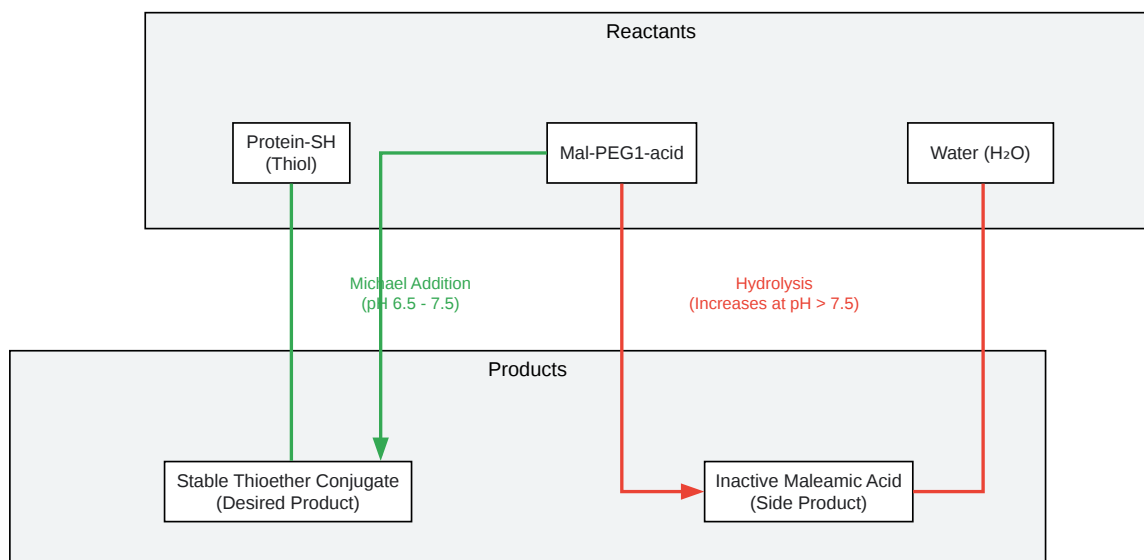 Reactants
Protein-SH
(Thiol)
Mal-PEG1-acid
Water (H₂O)
Michael Addition
(pH 6.5 - 7.5)
Hydrolysis
(Increases at pH > 7.5)
Products
Stable Thioether Conjugate
(Desired Product)
Inactive Maleamic Acid
(Side Product)